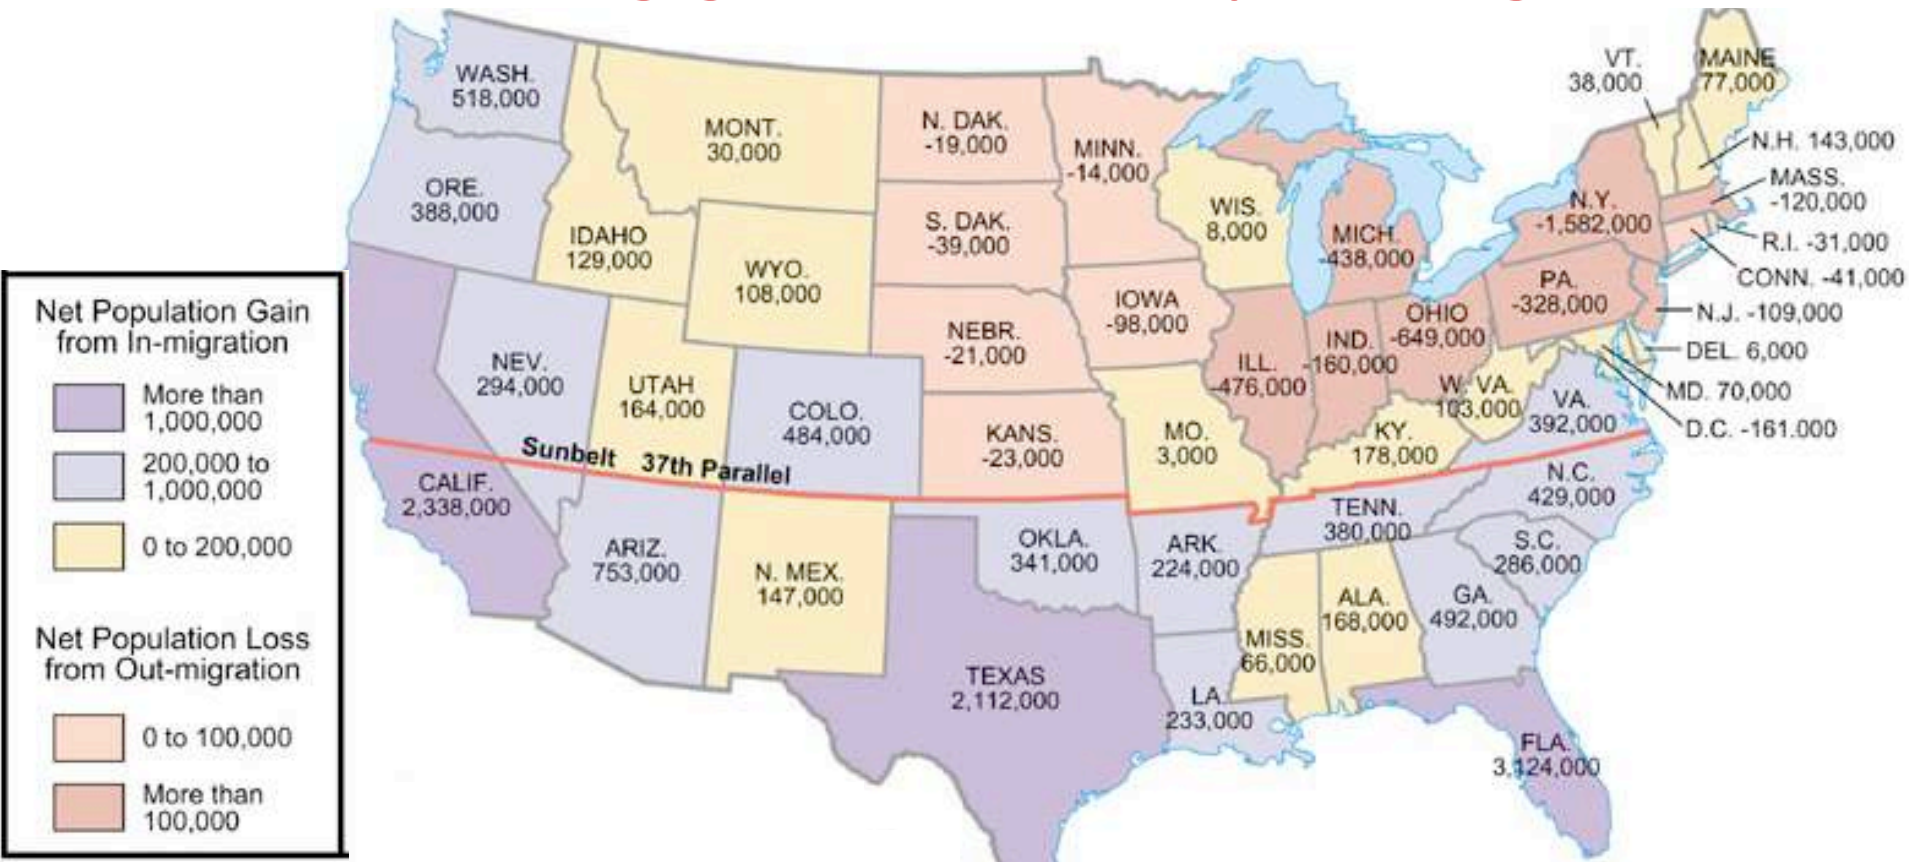 Net Population Gain
from In-migration
More than
1,000,000
200,000 to
1,000,000
0 to 200,000
Net Population Loss
from Out-migration
0 to 100,000
More than
100,000
WASH.
518,000
ORE.
388,000
IDAHO
129,000
MONT.
30,000
WYO.
108,000
NEV.
294,000
UTAH
164,000
COLO.
484,000
CALIF.
2,338,000
Sunbelt 37th Parallel
ARIZ.
753,000
N. MEX.
147,000
N. DAK.
-19,000
S. DAK.
-39,000
NEBR.
-21,000
KANS.
-23,000
OKLA.
341,000
TEXAS
2,112,000
MINN.
-14,000
IOWA
-98,000
MO.
3,000
ARK.
224,000
LA.
233,000
WIS.
8,000
ILL.
-476,000
MICH.
-438,000
IND.
-160,000
OHIO
-649,000
KY.
178,000
TENN.
380,000
MISS.
66,000
ALA.
168,000
GA.
492,000
FLA.
3,124,000
S.C.
286,000
N.C.
429,000
VA.
392,000
W. VA.
103,000
PA.
-328,000
N.Y.
-1,582,000
VT.
38,000
MAINE
77,000
N.H. 143,000
MASS.
-120,000
R.I. -31,000
CONN. -41,000
N.J. -109,000
DEL. 6,000
MD. 70,000
D.C. -161.000